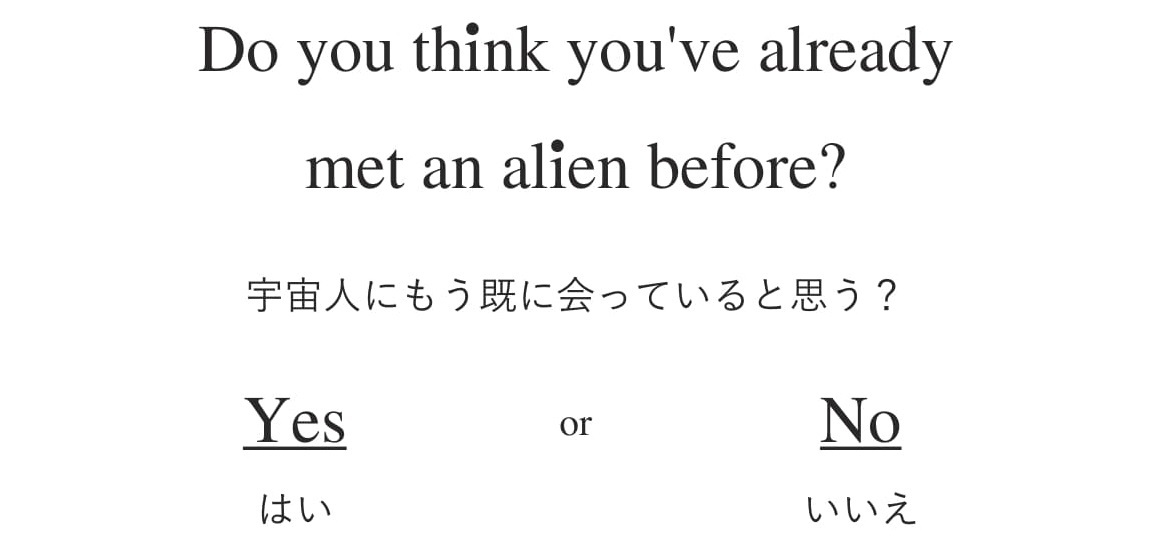 Do you think you've already
met an alien before?
宇宙人にもう既に会っていると思う？
Yes or No
はい いいえ